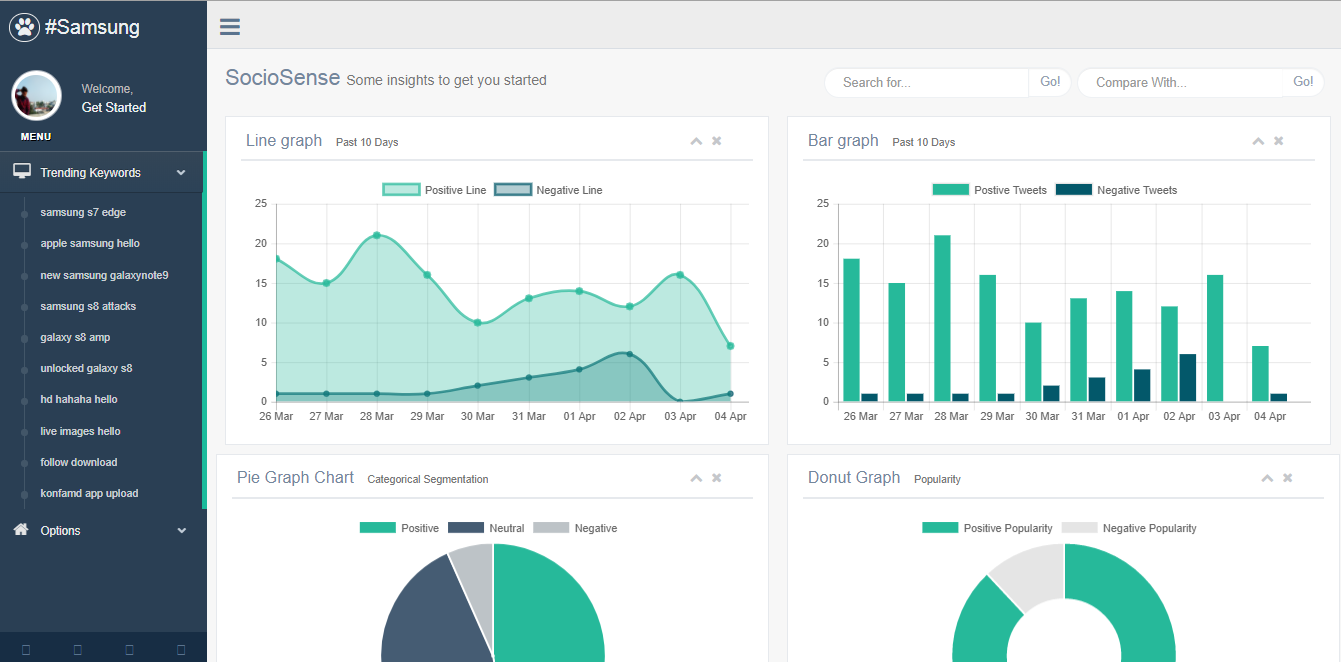 #Samsung
Welcome,
Get Started
MENU
Trending Keywords
samsung s7 edge
apple samsung hello
new samsung galaxynote9
samsung s8 attacks
galaxy s8 amp
unlocked galaxy s8
hd hahaha hello
live images hello
follow download
konfamd app upload
Options
SocioSense Some insights to get you started
Search for... Go! Compare With... Go!
Line graph Past 10 Days
Positive Line Negative Line
25
20
15
10
5
0
26 Mar 27 Mar 28 Mar 29 Mar 30 Mar 31 Mar 01 Apr 02 Apr 03 Apr 04 Apr
Bar graph Past 10 Days
Postive Tweets Negative Tweets
25
20
15
10
5
0
26 Mar 27 Mar 28 Mar 29 Mar 30 Mar 31 Mar 01 Apr 02 Apr 03 Apr 04 Apr
Pie Graph Chart Categorical Segmentation
Positive Neutral Negative
Donut Graph Popularity
Positive Popularity Negative Popularity